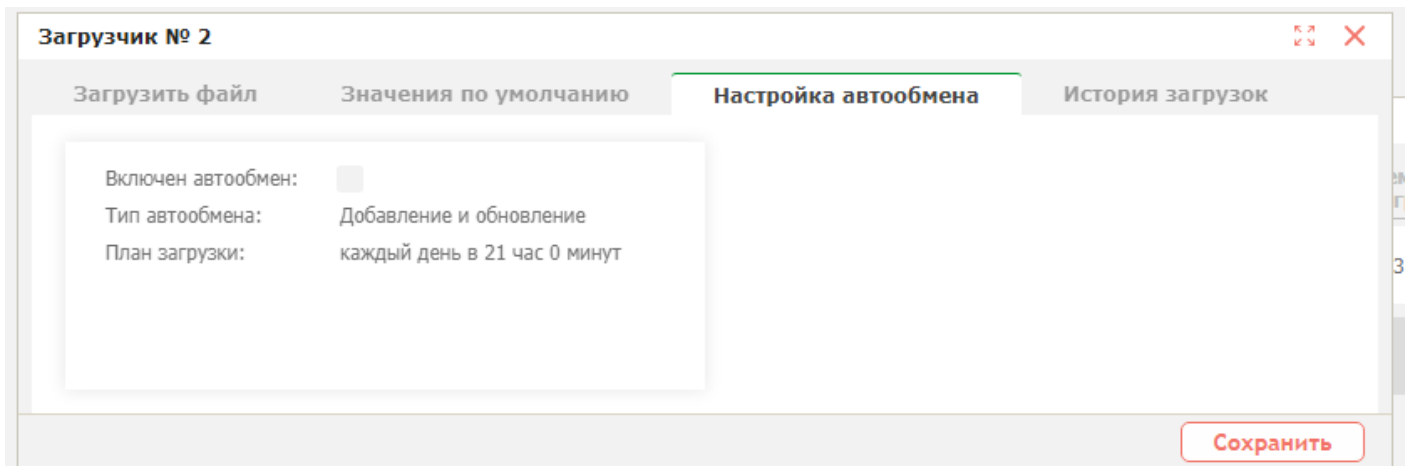 Загрузчик № 2
Загрузить файл Значения по умолчанию Настройка автообмена История загрузок
Включен автообмен:
Тип автообмена: Добавление и обновление
План загрузки: каждый день в 21 час 0 минут
Сохранить